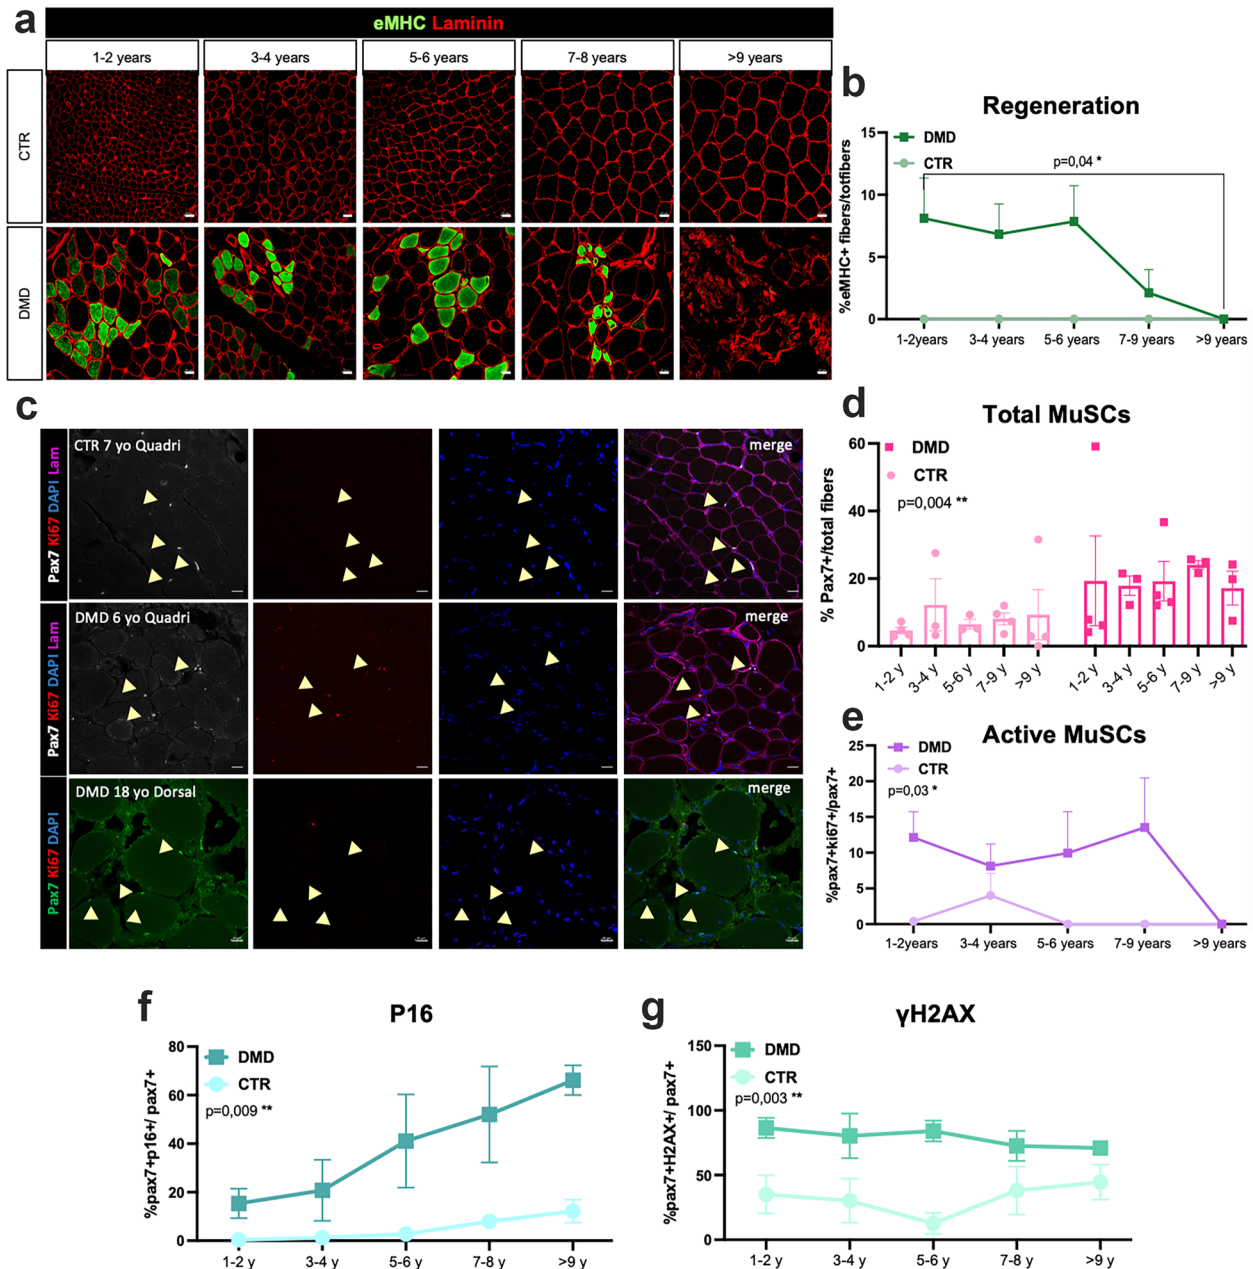 a
eMHC Laminin
1-2 years
3-4 years
5-6 years
7-8 years
>9 years
CTR
DMD
b
Regeneration
%eMHC+ fibers/totfibers
15
10
5
0
DMD
CTR
p=0,04 *
1-2years
3-4 years
5-6 years
7-9 years
>9 years
c
Pax7 Ki67 DAPI Lam
CTR 7 yo Quadri
merge
Pax7 Ki67 DAPI Lam
DMD 6 yo Quadri
merge
Pax7 Ki67 DAPI
DMD 18 yo Dorsal
merge
d
Total MuSCs
% Pax7+/total fibers
60
40
20
0
DMD
CTR
p=0,004 **
1-2 y
3-4 y
5-6 y
7-9 y
>9 y
1-2 y
3-4 y
5-6 y
7-9 y
>9 y
e
Active MuSCs
%pax7+ki67+/pax7+
25
20
15
10
5
0
DMD
CTR
p=0,03 *
1-2years
3-4 years
5-6 years
7-9 years
>9 years
f
P16
%pax7+p16+/ pax7+
80
60
40
20
0
DMD
CTR
p=0,009 **
1-2 y
3-4 y
5-6 y
7-8 y
>9 y
g
γH2AX
%pax7+H2AX+/ pax7+
150
100
50
0
DMD
CTR
p=0,003 **
1-2 y
3-4 y
5-6 y
7-8 y
>9 y